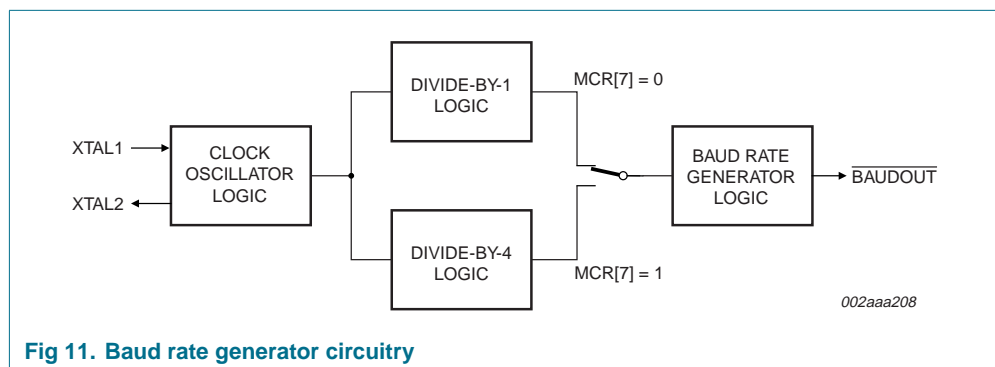 DIVIDE-BY-1
LOGIC
MCR[7] = 0
XTAL1
XTAL2
CLOCK
OSCILLATOR
LOGIC
BAUD RATE
GENERATOR
LOGIC
BAUDOUT
DIVIDE-BY-4
LOGIC
MCR[7] = 1
002aaa208
Fig 11. Baud rate generator circuitry